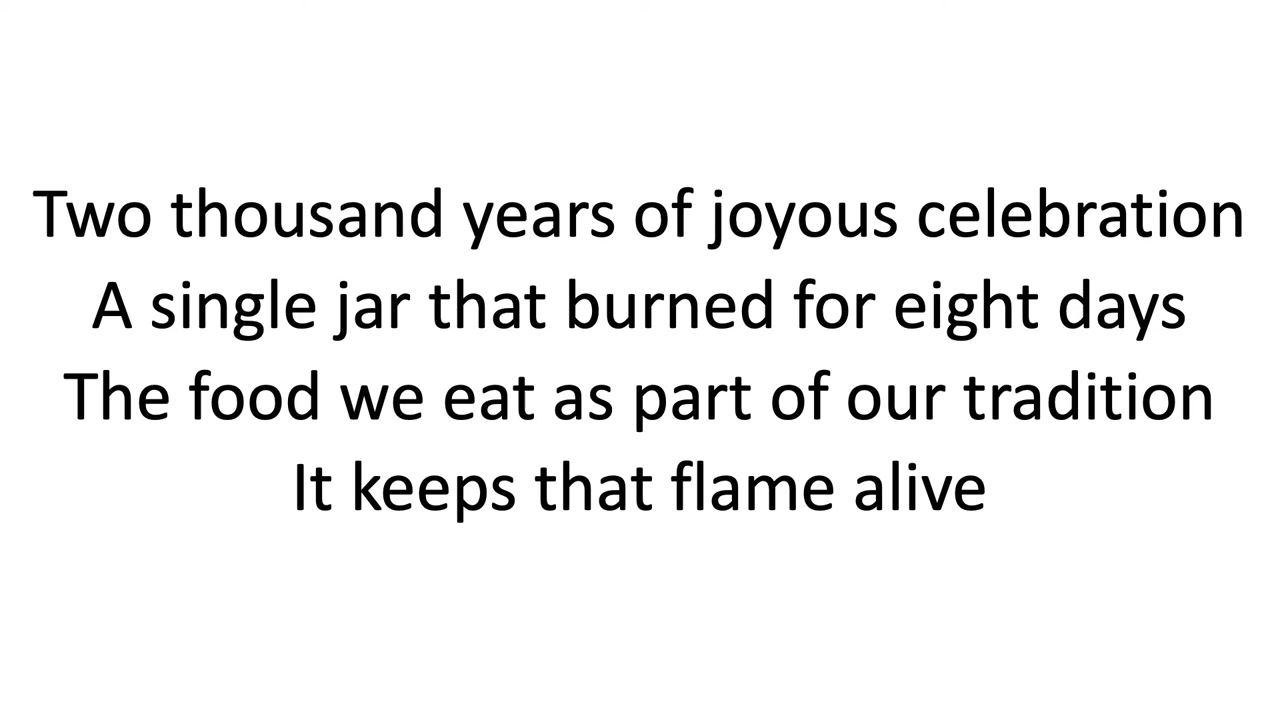 Two thousand years of joyous celebration
A single jar that burned for eight days
The food we eat as part of our tradition
It keeps that flame alive